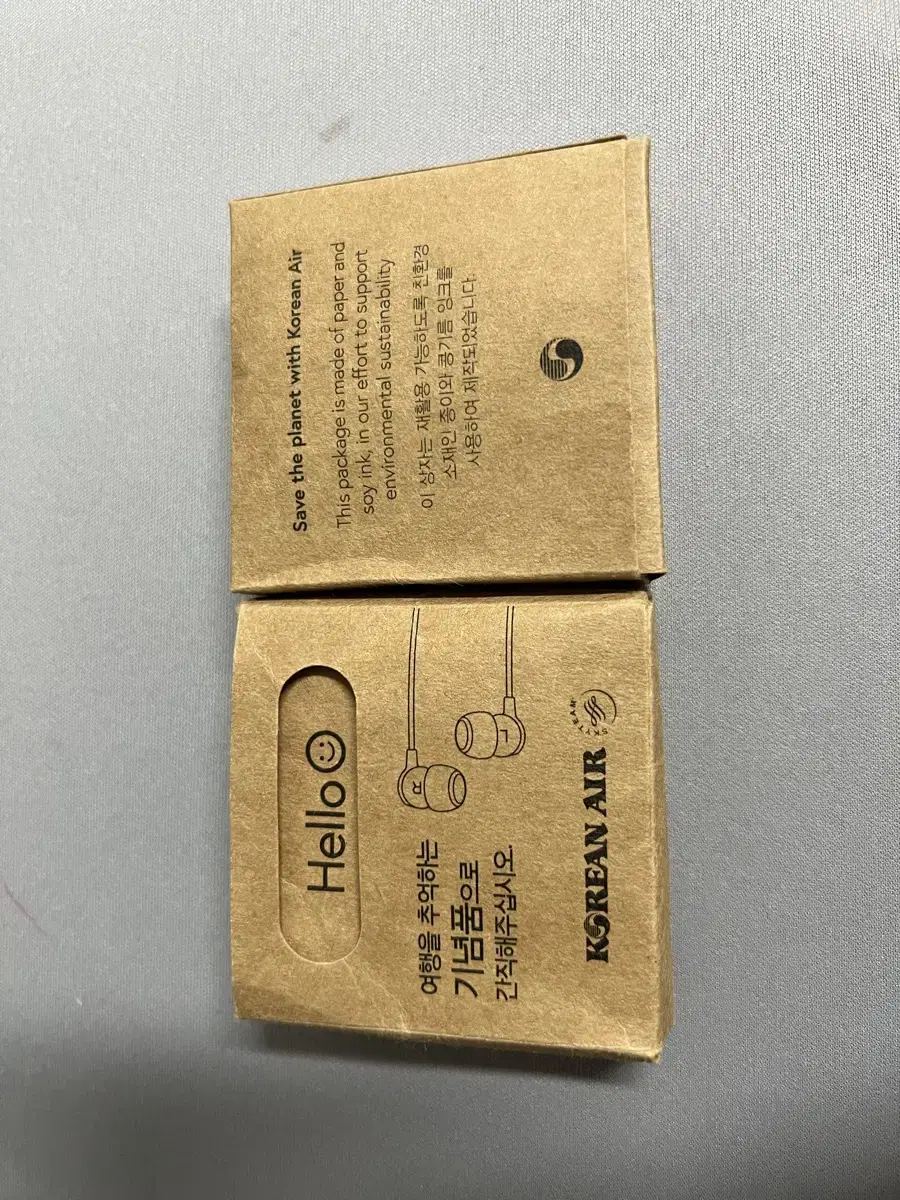 Save the planet with Korean Air
This package is made of paper and
soy ink, in our effort to support
environmental sustainability
이 상자는 재활용 가능하도록 친환경
소재인 종이와 콩기름 잉크를
사용하여 제작되었습니다.
Hello
R
L
여행을 추억하는
기념품으로
간직해주십시오.
KOREAN AIR
SKYTEAM